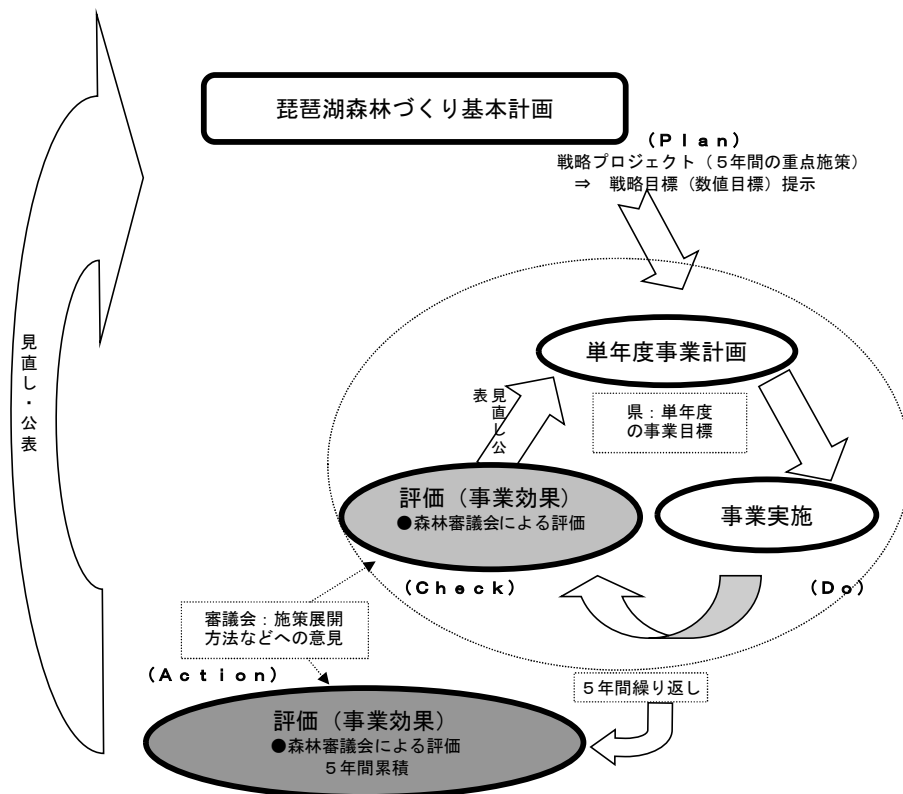 琵琶湖森林づくり基本計画
(Plan)
戦略プロジェクト(5年間の重点施策)
⇒ 戦略目標(数値目標)提示
見直し・公表
単年度事業計画
見直し公
表
県:単年度
の事業目標
評価(事業効果)
●森林審議会による評価
事業実施
(Check)
(Do)
審議会:施策展開
方法などへの意見
(Action)
5年間繰り返し
評価(事業効果)
●森林審議会による評価
5年間累積